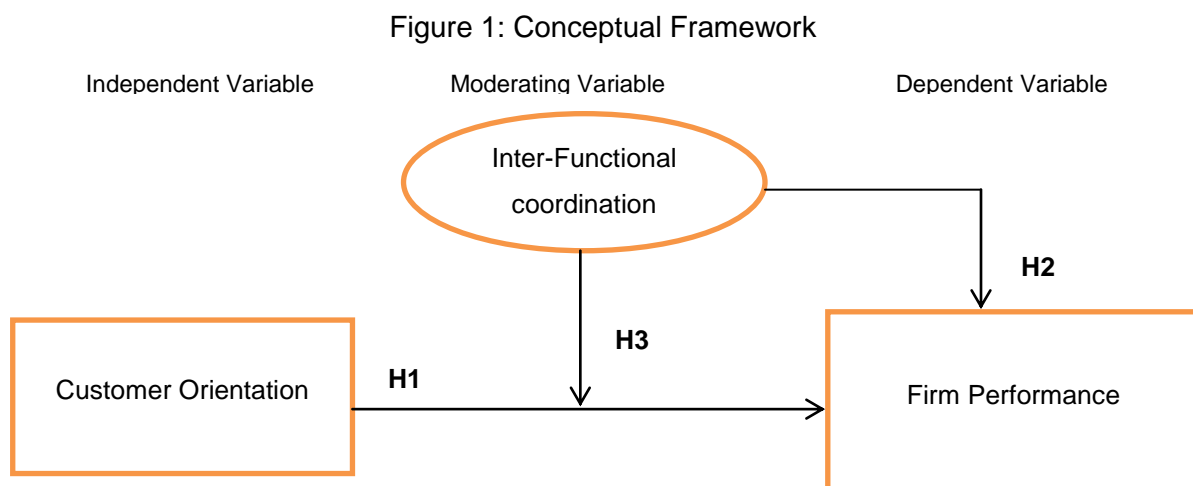 Figure 1: Conceptual Framework
Independent Variable
Moderating Variable
Dependent Variable
Inter-Functional
coordination
H2
H3
Customer Orientation
H1
Firm Performance